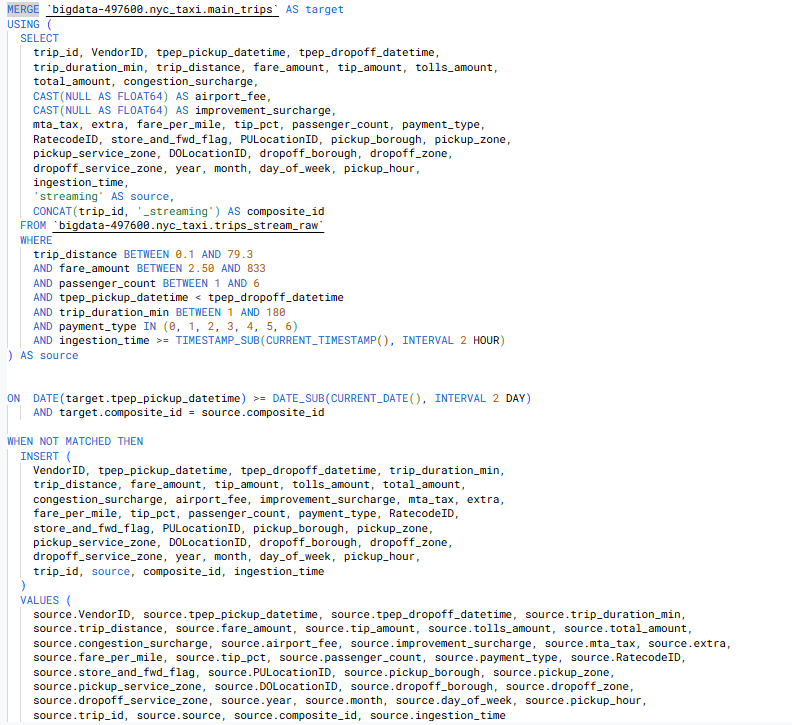 MERGE `bigdata-497600.nyc_taxi.main_trips` AS target
USING (
SELECT
trip_id, VendorID, tpep_pickup_datetime, tpep_dropoff_datetime,
trip_duration_min, trip_distance, fare_amount, tip_amount, tolls_amount,
total_amount, congestion_surcharge,
CAST(NULL AS FLOAT64) AS airport_fee,
CAST(NULL AS FLOAT64) AS improvement_surcharge,
mta_tax, extra, fare_per_mile, tip_pct, passenger_count, payment_type,
RatecodeID, store_and_fwd_flag, PULocationID, pickup_borough, pickup_zone,
pickup_service_zone, DOLocationID, dropoff_borough, dropoff_zone,
dropoff_service_zone, year, month, day_of_week, pickup_hour,
ingestion_time,
'streaming' AS source,
CONCAT(trip_id, '_streaming') AS composite_id
FROM `bigdata-497600.nyc_taxi.trips_stream_raw`
WHERE
trip_distance BETWEEN 0.1 AND 79.3
AND fare_amount BETWEEN 2.50 AND 833
AND passenger_count BETWEEN 1 AND 6
AND tpep_pickup_datetime < tpep_dropoff_datetime
AND trip_duration_min BETWEEN 1 AND 180
AND payment_type IN (0, 1, 2, 3, 4, 5, 6)
AND ingestion_time >= TIMESTAMP_SUB(CURRENT_TIMESTAMP(), INTERVAL 2 HOUR)
) AS source
ON DATE(target.tpep_pickup_datetime) >= DATE_SUB(CURRENT_DATE(), INTERVAL 2 DAY)
AND target.composite_id = source.composite_id
WHEN NOT MATCHED THEN
INSERT (
VendorID, tpep_pickup_datetime, tpep_dropoff_datetime, trip_duration_min,
trip_distance, fare_amount, tip_amount, tolls_amount, total_amount,
congestion_surcharge, airport_fee, improvement_surcharge, mta_tax, extra,
fare_per_mile, tip_pct, passenger_count, payment_type, RatecodeID,
store_and_fwd_flag, PULocationID, pickup_borough, pickup_zone,
pickup_service_zone, DOLocationID, dropoff_borough, dropoff_zone,
dropoff_service_zone, year, month, day_of_week, pickup_hour,
trip_id, source, composite_id, ingestion_time
)
VALUES (
source.VendorID, source.tpep_pickup_datetime, source.tpep_dropoff_datetime, source.trip_duration_min,
source.trip_distance, source.fare_amount, source.tip_amount, source.tolls_amount, source.total_amount,
source.congestion_surcharge, source.airport_fee, source.improvement_surcharge, source.mta_tax, source.extra,
source.fare_per_mile, source.tip_pct, source.passenger_count, source.payment_type, source.RatecodeID,
source.store_and_fwd_flag, source.PULocationID, source.pickup_borough, source.pickup_zone,
source.pickup_service_zone, source.DOLocationID, source.dropoff_borough, source.dropoff_zone,
source.dropoff_service_zone, source.year, source.month, source.day_of_week, source.pickup_hour,
source.trip_id, source.source, source.composite_id, source.ingestion_time